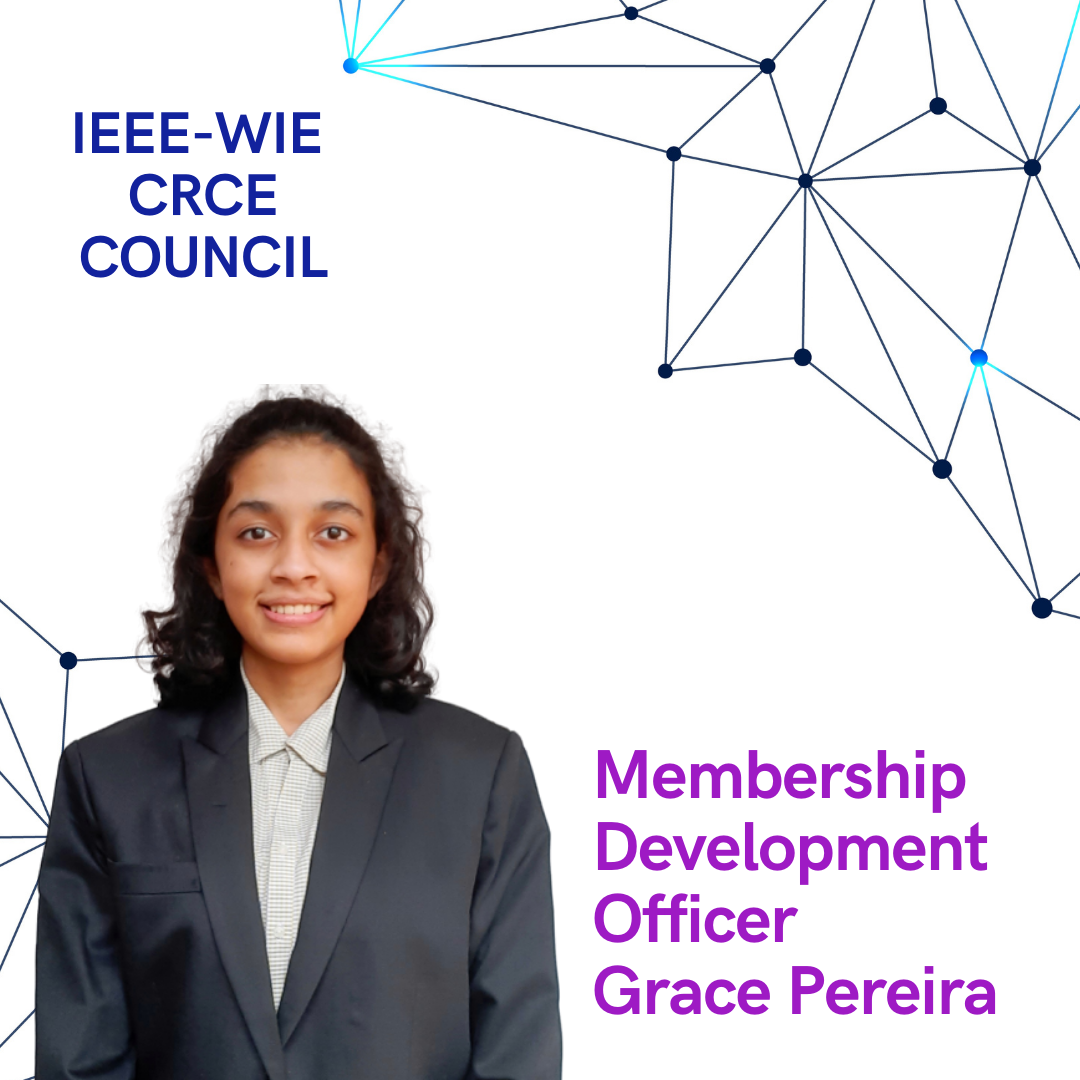 IEEE-WIE
CRCE
COUNCIL
Membership
Development
Officer
Grace Pereira